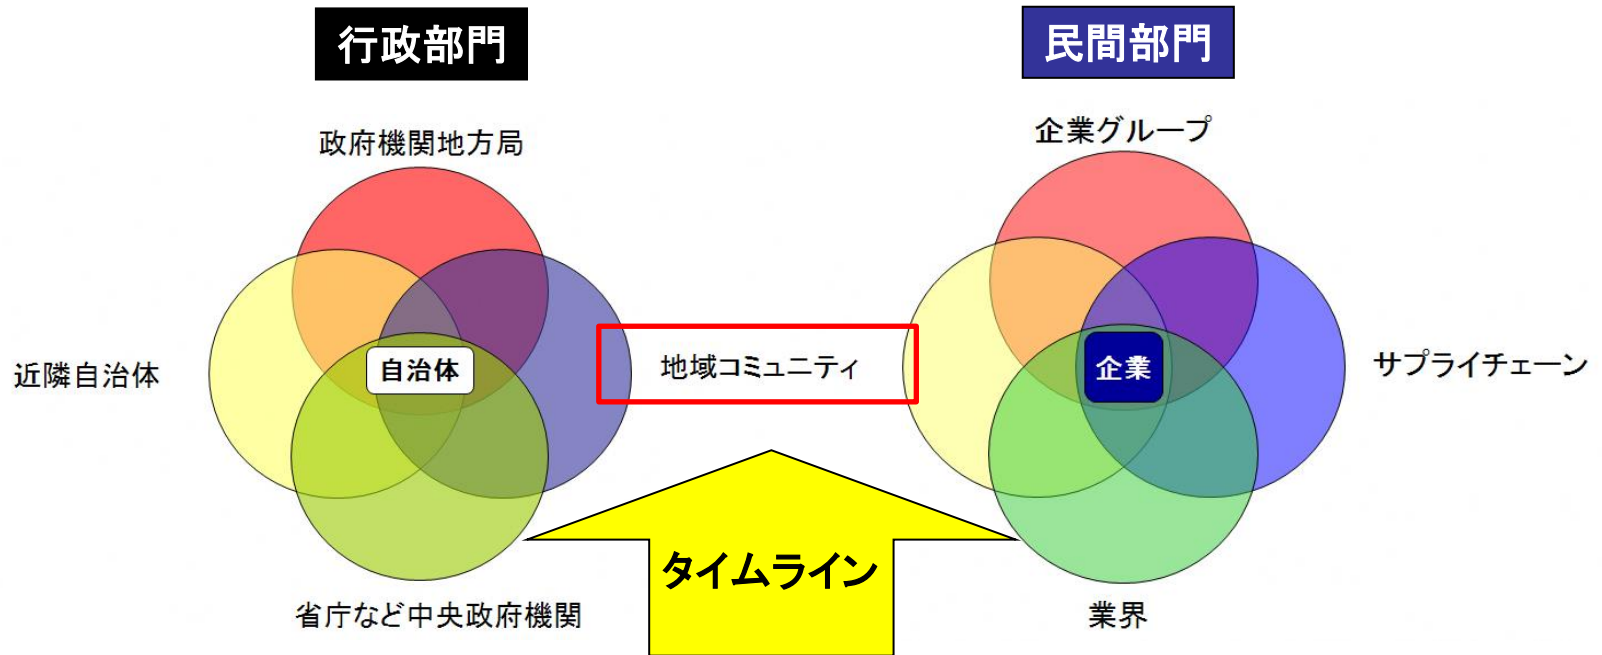 行政部門
民間部門
政府機関地方局
企業グループ
近隣自治体
自治体
地域コミュニティ
企業
サプライチェーン
タイムライン
省庁など中央政府機関
業界